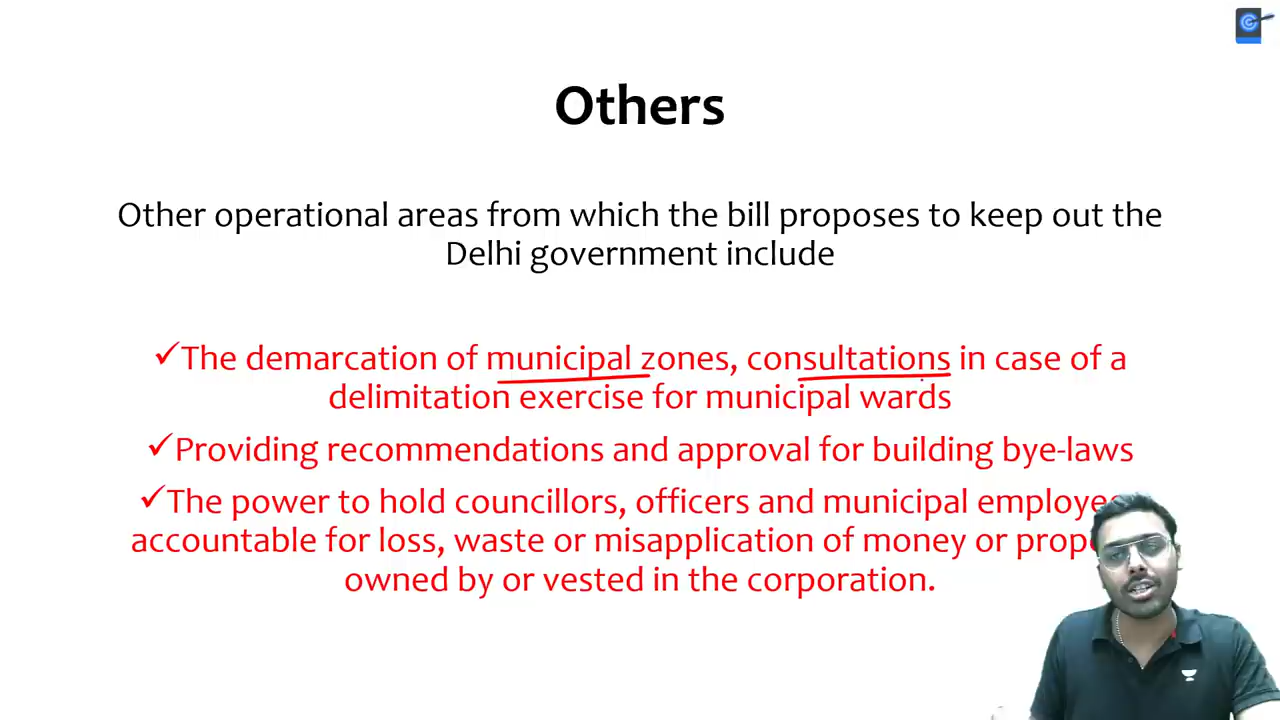 Others
Other operational areas from which the bill proposes to keep out the
Delhi government include
✓The demarcation of municipal zones, consultations in case of a
delimitation exercise for municipal wards
✓Providing recommendations and approval for building bye-laws
✓The power to hold councillors, officers and municipal
accountable for loss, waste or misapplication of money or
owned by or vested in the corporation.